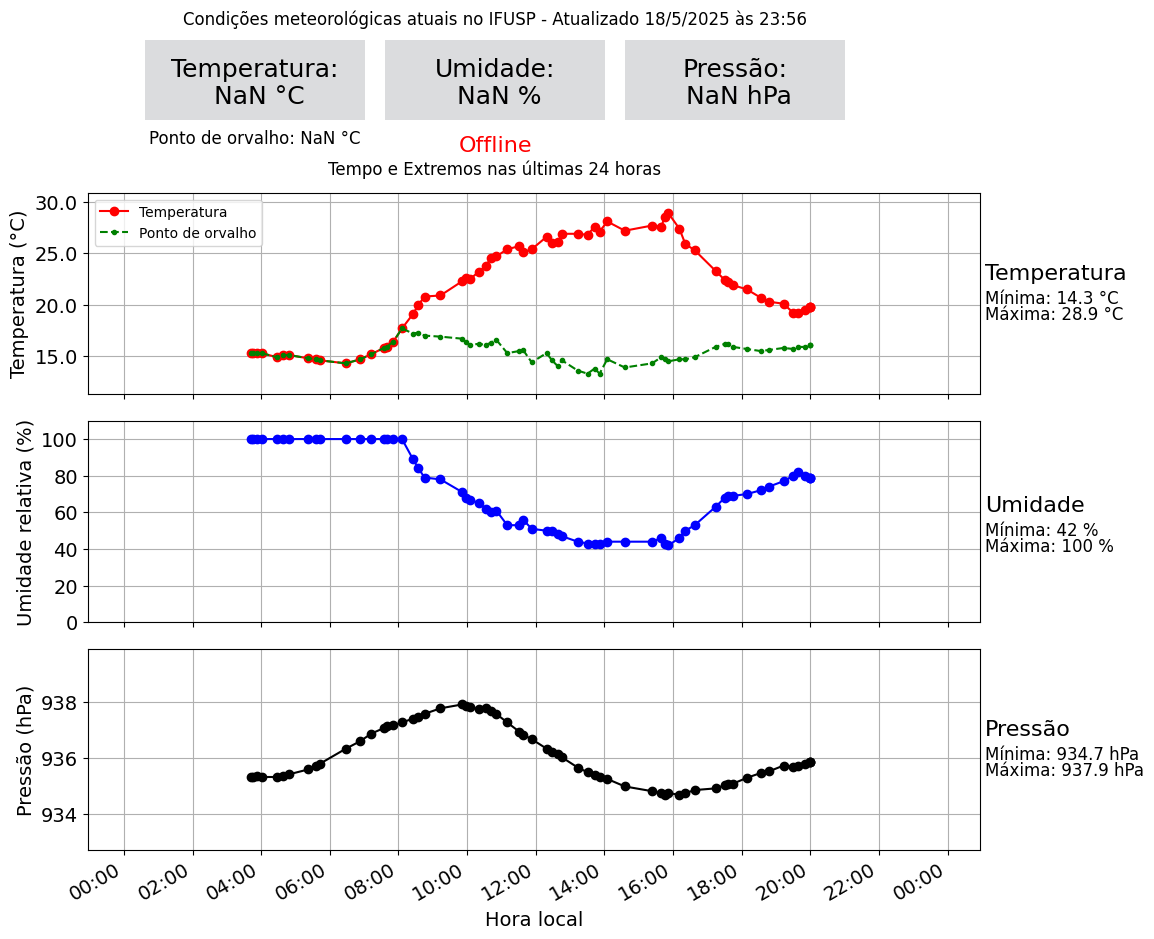 Condições meteorológicas atuais no IFUSP - Atualizado 18/5/2025 às 23:56
Temperatura:
NaN °C
Umidade:
NaN %
Pressão:
NaN hPa
Ponto de orvalho: NaN °C
Offline
Tempo e Extremos nas últimas 24 horas
Temperatura (°C)
30.0
25.0
20.0
15.0
Temperatura
Ponto de orvalho
Temperatura
Mínima: 14.3 °C
Máxima: 28.9 °C
Umidade relativa (%)
100
80
60
40
20
0
Umidade
Mínima: 42 %
Máxima: 100 %
Pressão (hPa)
938
936
934
Pressão
Mínima: 934.7 hPa
Máxima: 937.9 hPa
00:00
02:00
04:00
06:00
08:00
10:00
12:00
14:00
16:00
18:00
20:00
22:00
00:00
Hora local